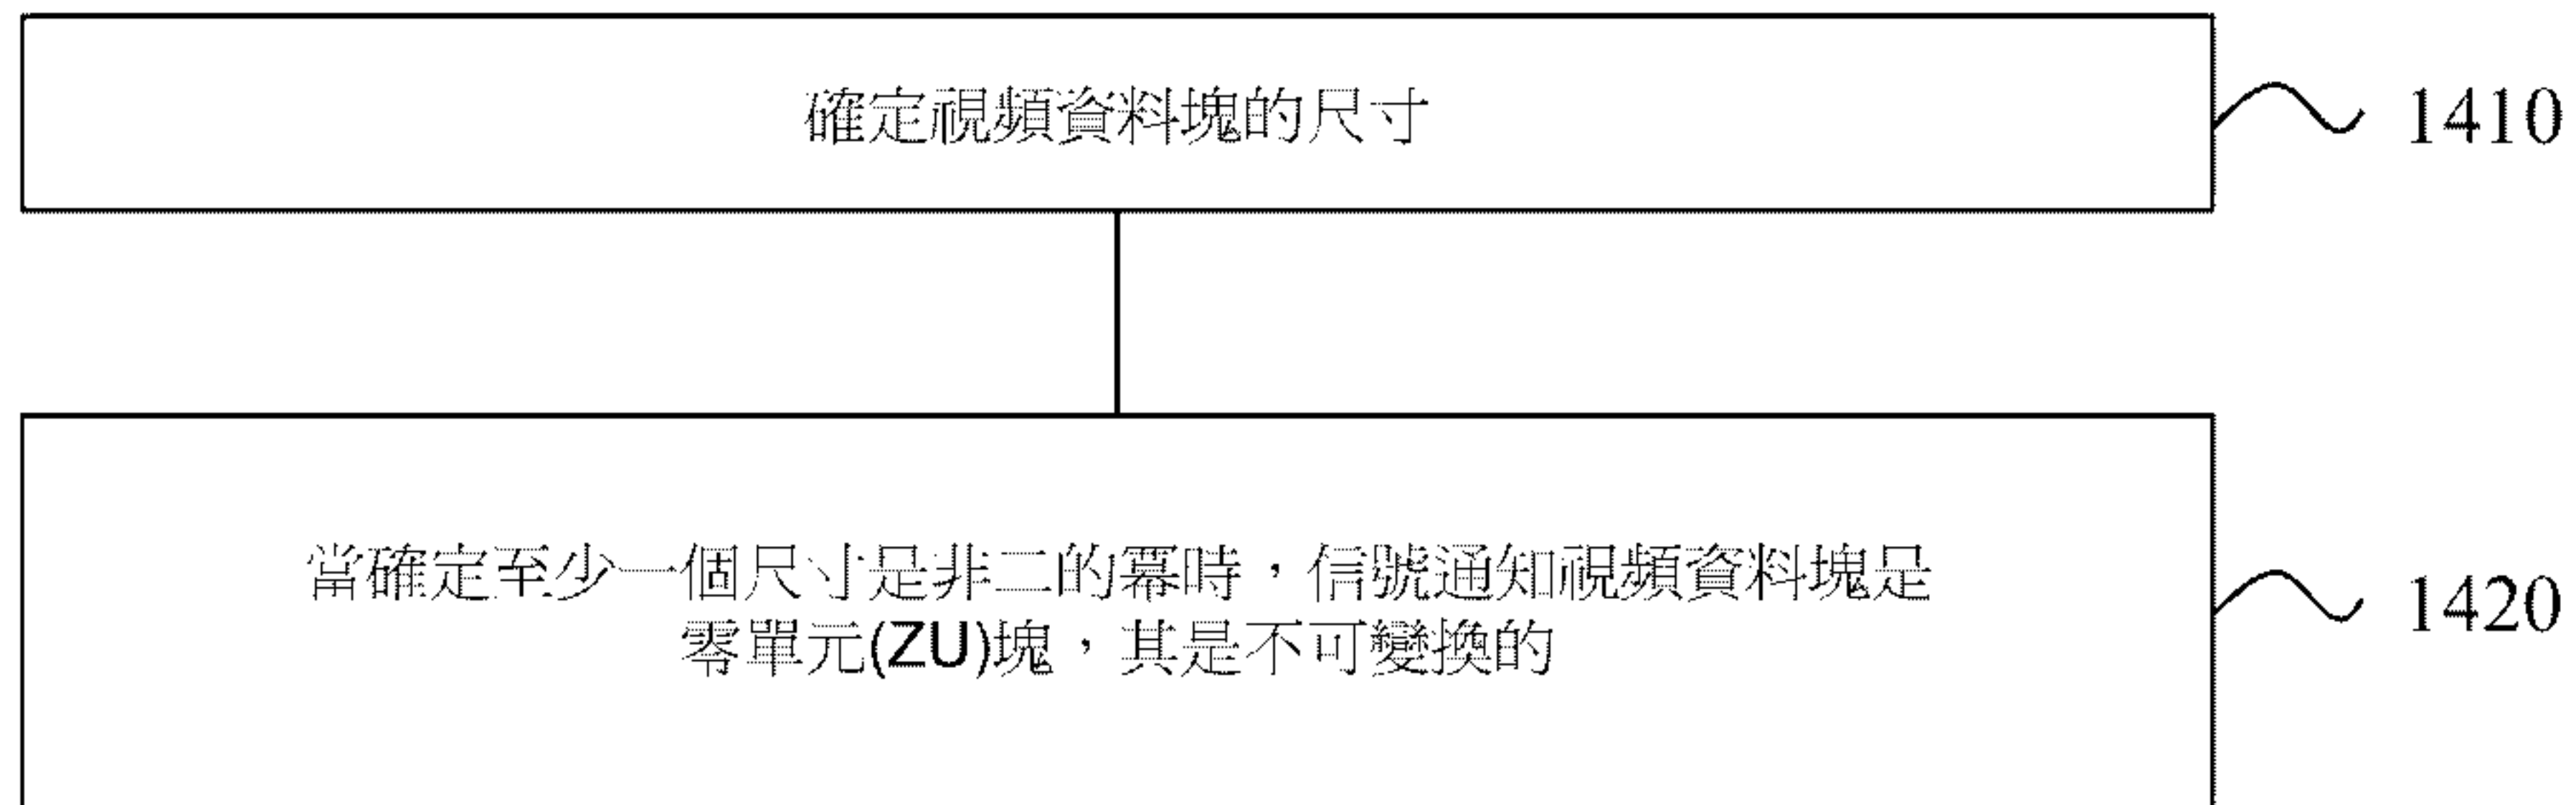 確定視頻資料塊的尺寸
1410
當確定至少一個尺寸是非二的冪時，信號通知視頻資料塊是
零單元(ZU)塊，其是不可變換的
1420